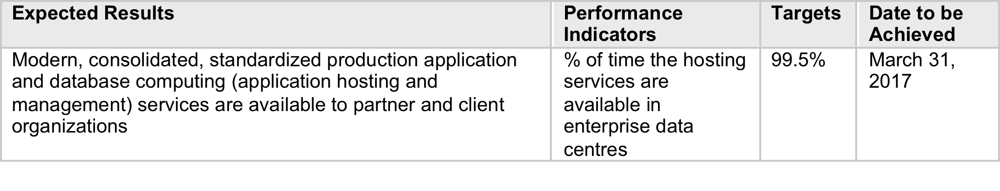 Expected Results
Performance
Indicators
Targets
Date to be
Achieved
Modern, consolidated, standardized production application
and database computing (application hosting and
management) services are available to partner and client
organizations
% of time the hosting
services are
available in
enterprise data
centres
99.5%
March 31,
2017